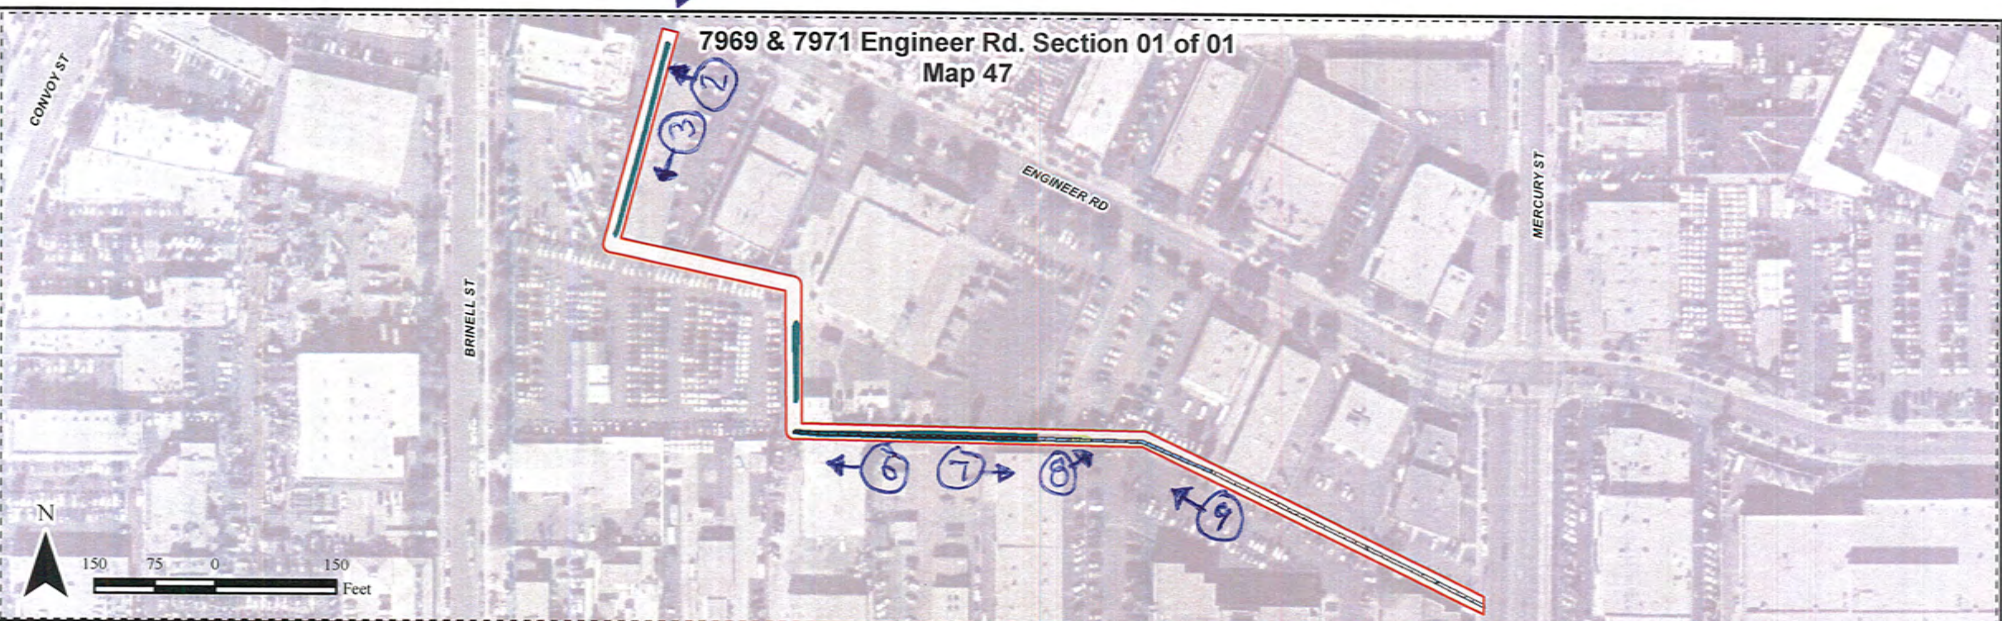 7969 & 7971 Engineer Rd. Section 01 of 01
Map 47
CONVOY ST
2
3
ENGINEER RD
MERCURY ST
BRINELL ST
6 7 8
9
N
150 75 0 150
Feet